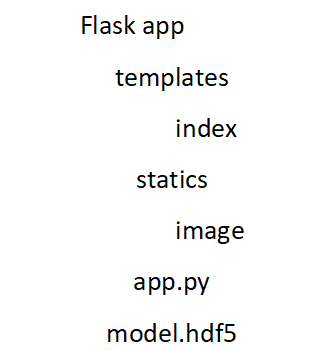 Flask app
templates
index
statics
image
app.py
model.hdf5